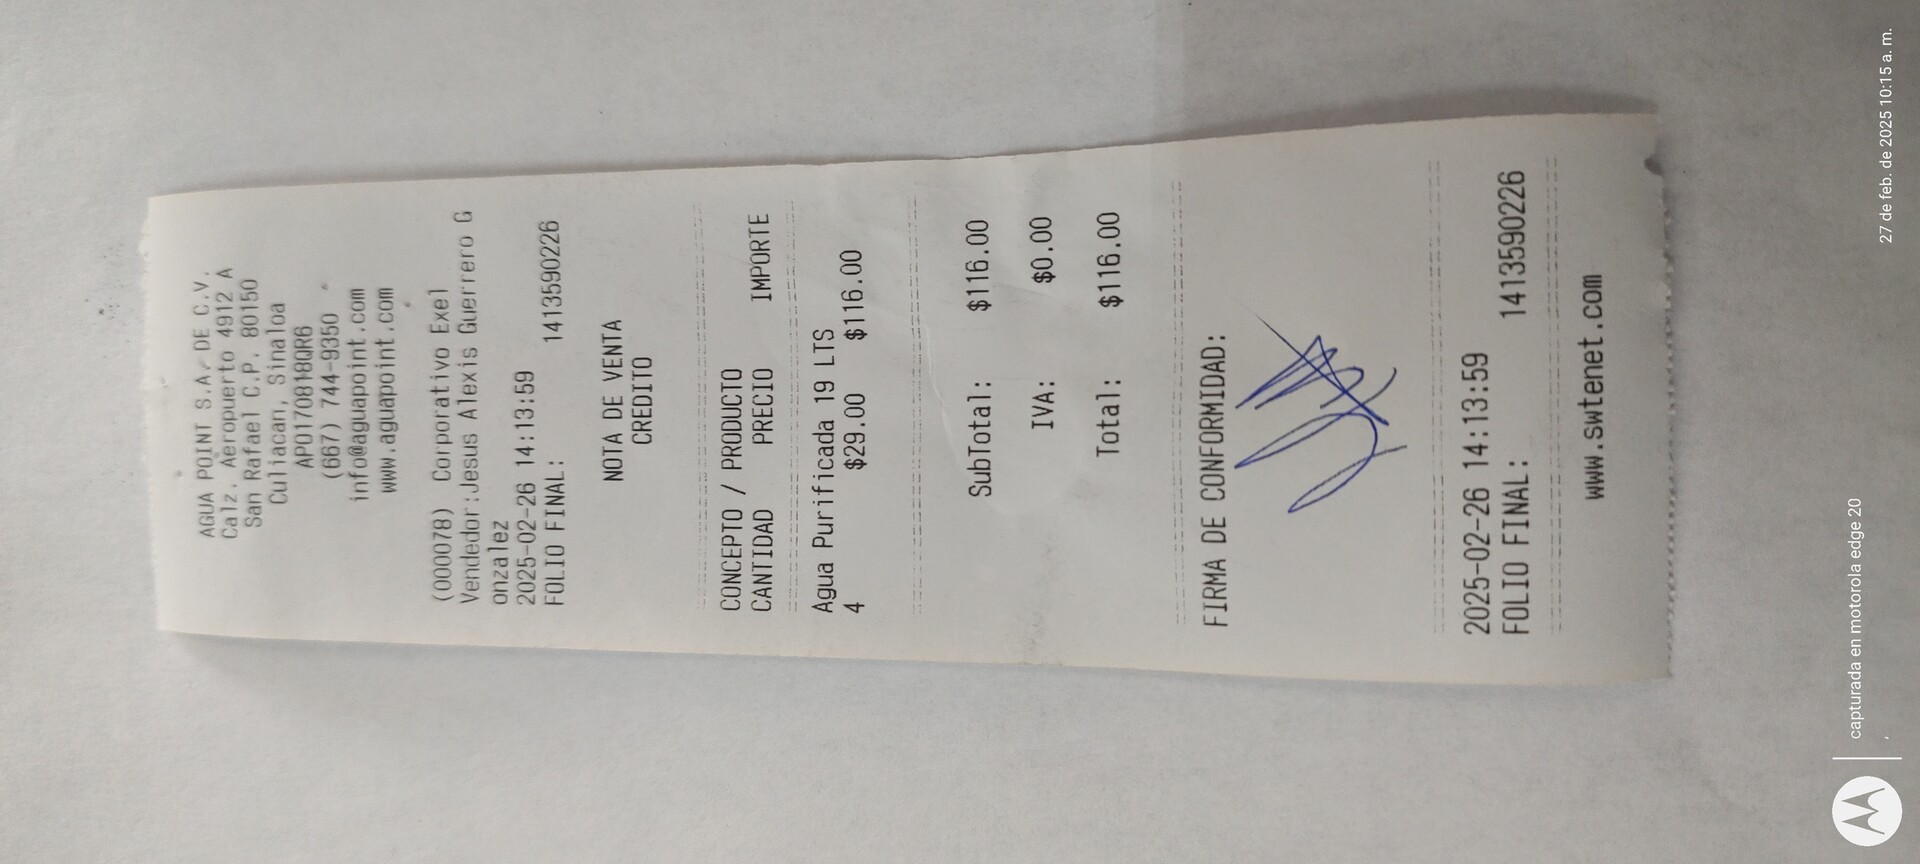 AGUA POINT S.A. DE C.V.
Calz. Aeropuerto 4912 A
San Rafael C.P. 80150
Culiacan, Sinaloa
APO170818QR6
(667) 744-9350
info@aguapoint.com
www.aguapoint.com
(000078) Corporativo Exel
Vendedor:Jesus Alexis Guerrero G
onzalez
2025-02-26 14:13:59
FOLIO FINAL: 1413590226
NOTA DE VENTA
CREDITO
CONCEPTO / PRODUCTO
CANTIDAD PRECIO IMPORTE
Agua Purificada 19 LTS
4 $29.00 $116.00
SubTotal: $116.00
IVA: $0.00
Total: $116.00
FIRMA DE CONFORMIDAD:
2025-02-26 14:13:59
FOLIO FINAL: 1413590226
www.swtenet.com
capturada en motorola edge 20
27 de feb. de 2025 10:15 a. m.